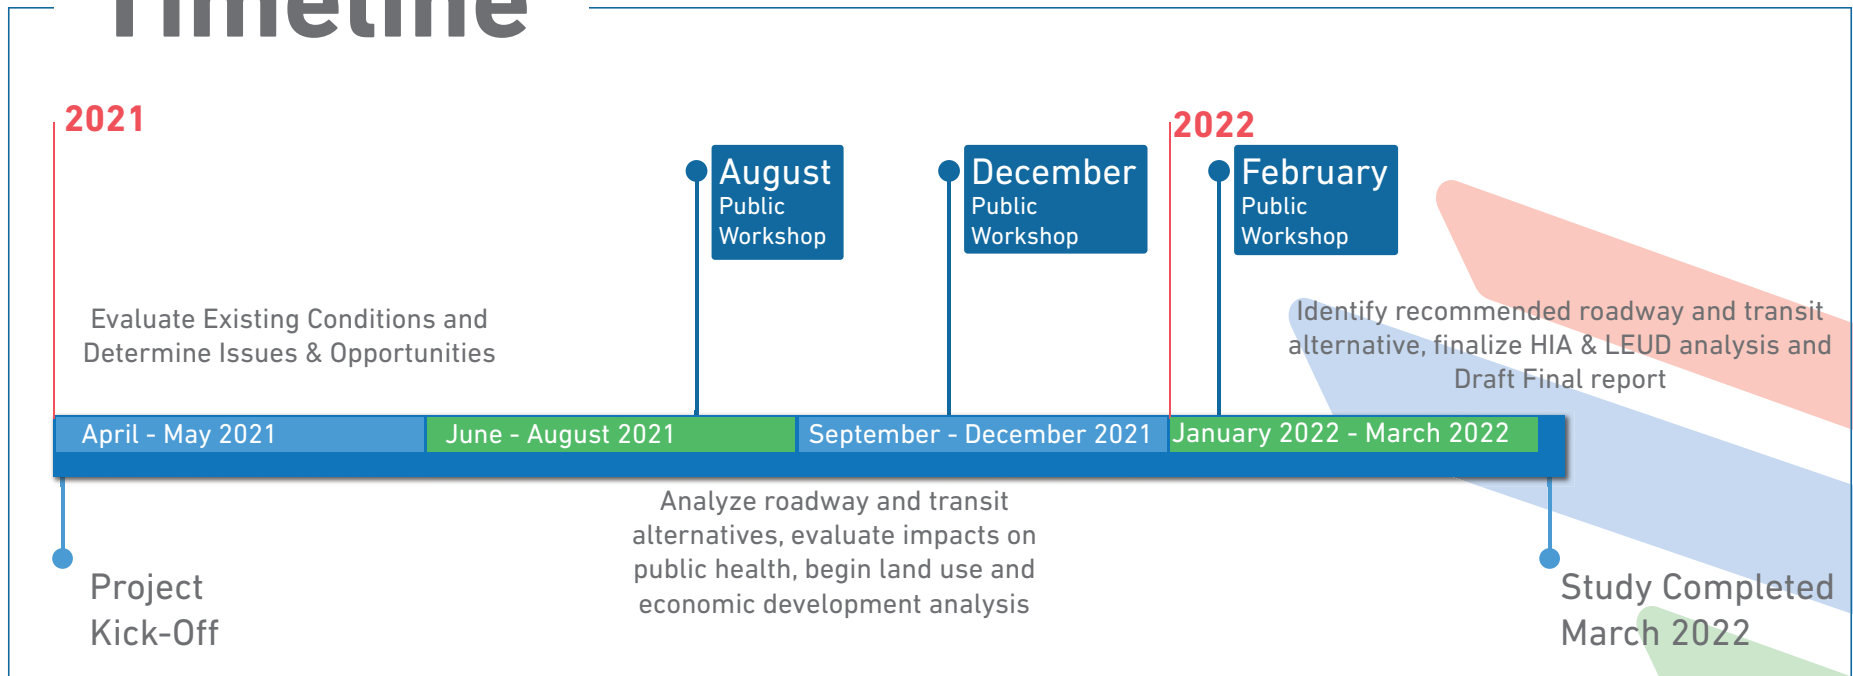 Timeline
2021
2022
August
Public
Workshop
December
Public
Workshop
February
Public
Workshop
Evaluate Existing Conditions and
Determine Issues & Opportunities
Identify recommended roadway and transit
alternative, finalize HIA & LEUD analysis and
Draft Final report
April - May 2021
June - August 2021
September - December 2021
January 2022 - March 2022
Analyze roadway and transit
alternatives, evaluate impacts on
public health, begin land use and
economic development analysis
Project
Kick-Off
Study Completed
March 2022